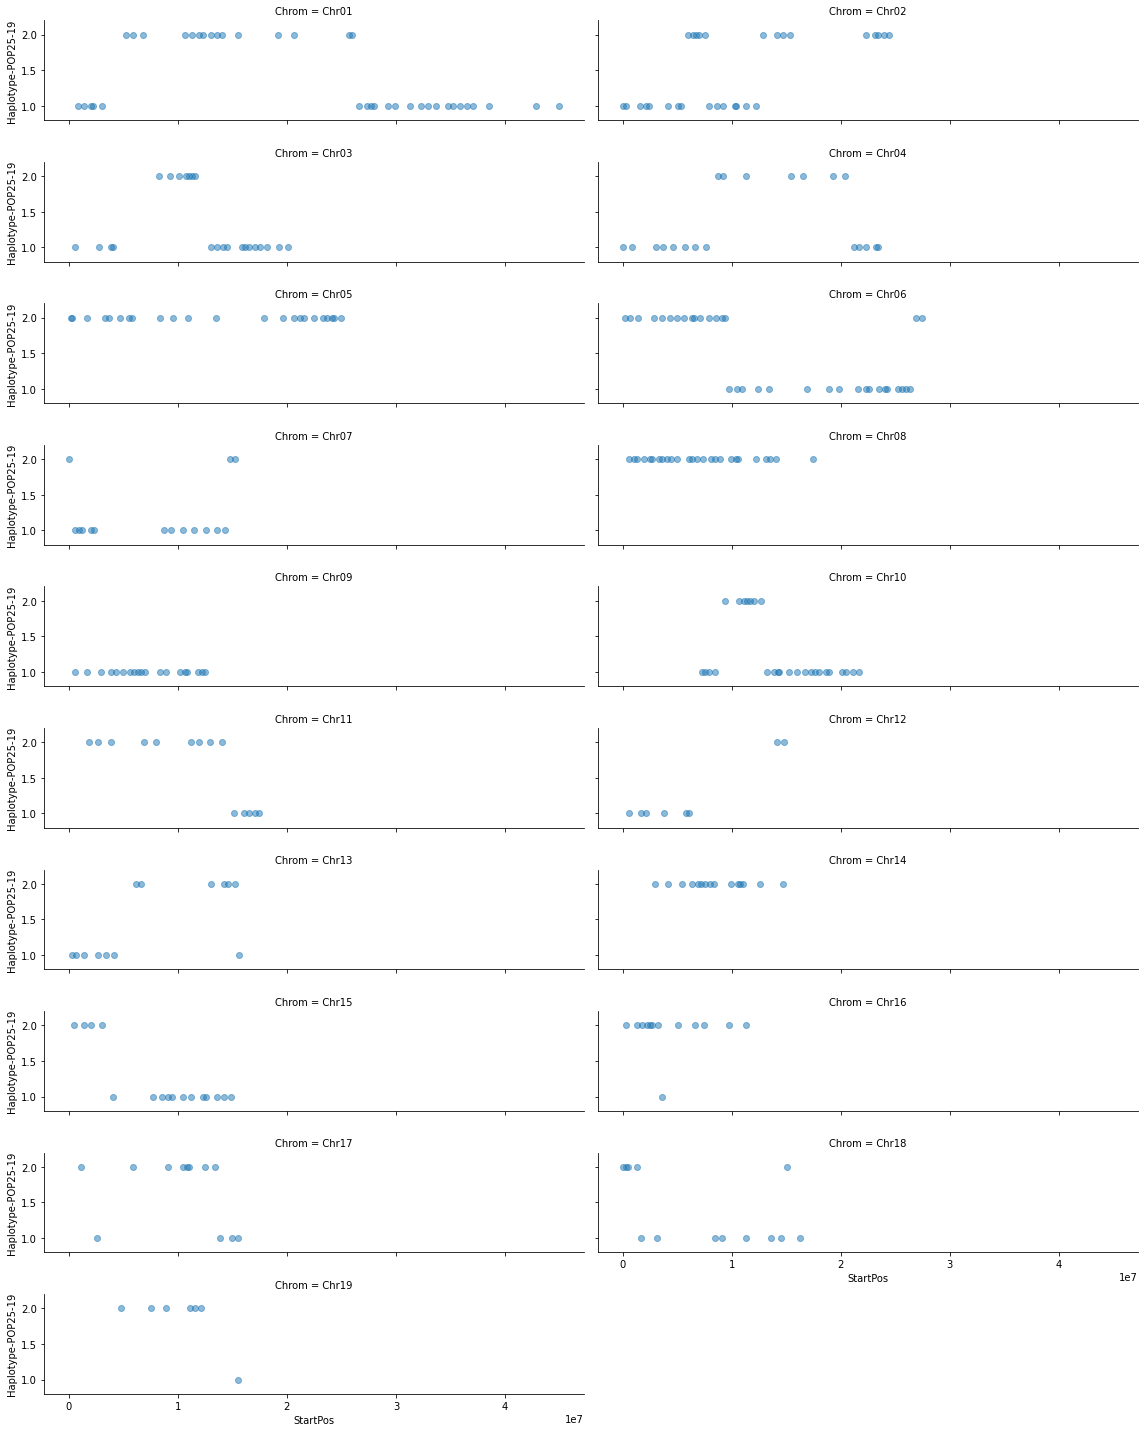 Chrom = Chr01
Chrom = Chr02
2.0
1.5
1.0
Haplotype-POP25-19
Chrom = Chr03
Chrom = Chr04
2.0
1.5
1.0
Haplotype-POP25-19
Chrom = Chr05
Chrom = Chr06
2.0
1.5
1.0
Haplotype-POP25-19
Chrom = Chr07
Chrom = Chr08
2.0
1.5
1.0
Haplotype-POP25-19
Chrom = Chr09
Chrom = Chr10
2.0
1.5
1.0
Haplotype-POP25-19
Chrom = Chr11
Chrom = Chr12
2.0
1.5
1.0
Haplotype-POP25-19
Chrom = Chr13
Chrom = Chr14
2.0
1.5
1.0
Haplotype-POP25-19
Chrom = Chr15
Chrom = Chr16
2.0
1.5
1.0
Haplotype-POP25-19
Chrom = Chr17
Chrom = Chr18
2.0
1.5
1.0
Haplotype-POP25-19
0 1 2 3 4
StartPos
1e7
Chrom = Chr19
2.0
1.5
1.0
Haplotype-POP25-19
0 1 2 3 4
StartPos
1e7